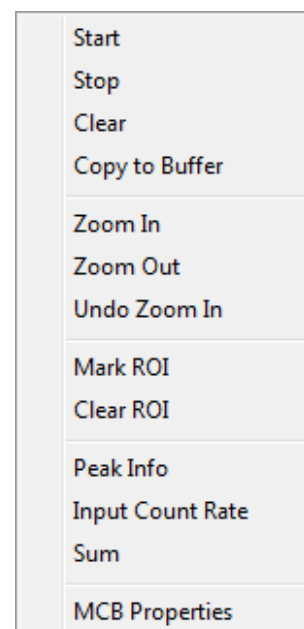 Start
Stop
Clear
Copy to Buffer
Zoom In
Zoom Out
Undo Zoom In
Mark ROI
Clear ROI
Peak Info
Input Count Rate
Sum
MCB Properties